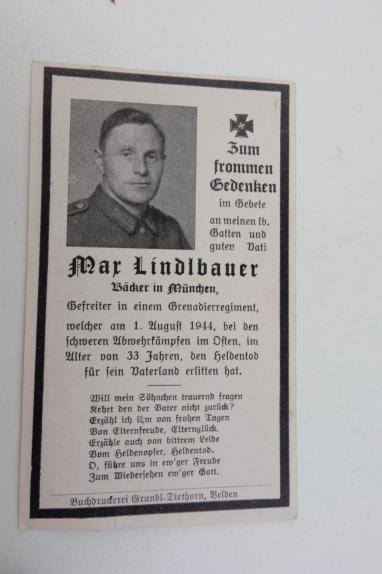 Zum
frommen
Gedenken
im Gebete
an meinen lb.
Gatten und
guten Vati
Max Lindlbauer
Bäcker in München,
Gefreiter in einem Grenadierregiment,
welcher am 1. August 1944, bei den
schweren Abwehrkämpfen im Osten, im
Alter von 33 Jahren, den Heldentod
für sein Vaterland erlitten hat.
Will mein Söhnchen trauernd fragen
Kehrt den der Vater nicht zurück?
Erzähl ich ihm von frohen Tagen
Von Elternfreude, Elternglück.
Erzähle auch von bittrem Leide
Vom Heldenopfer, Heldentod.
O, führe uns in ew'ger Freude
Zum Wiedersehen ew'ger Gott.
Buchdruckerei Grundl-Diethorn, Velden